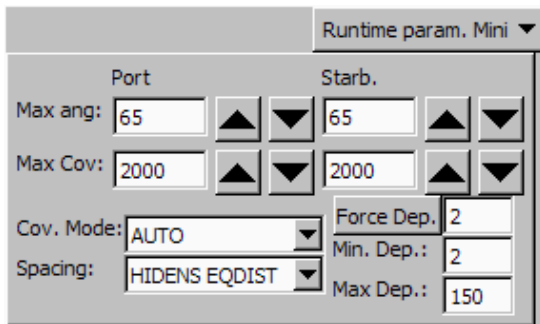 Runtime param. Mini
Port Starb.
Max ang: 65 65
Max Cov: 2000 2000
Force Dep. 2
Cov. Mode: AUTO
Min. Dep.: 2
Spacing: HIDENS EQDIST
Max Dep.: 150